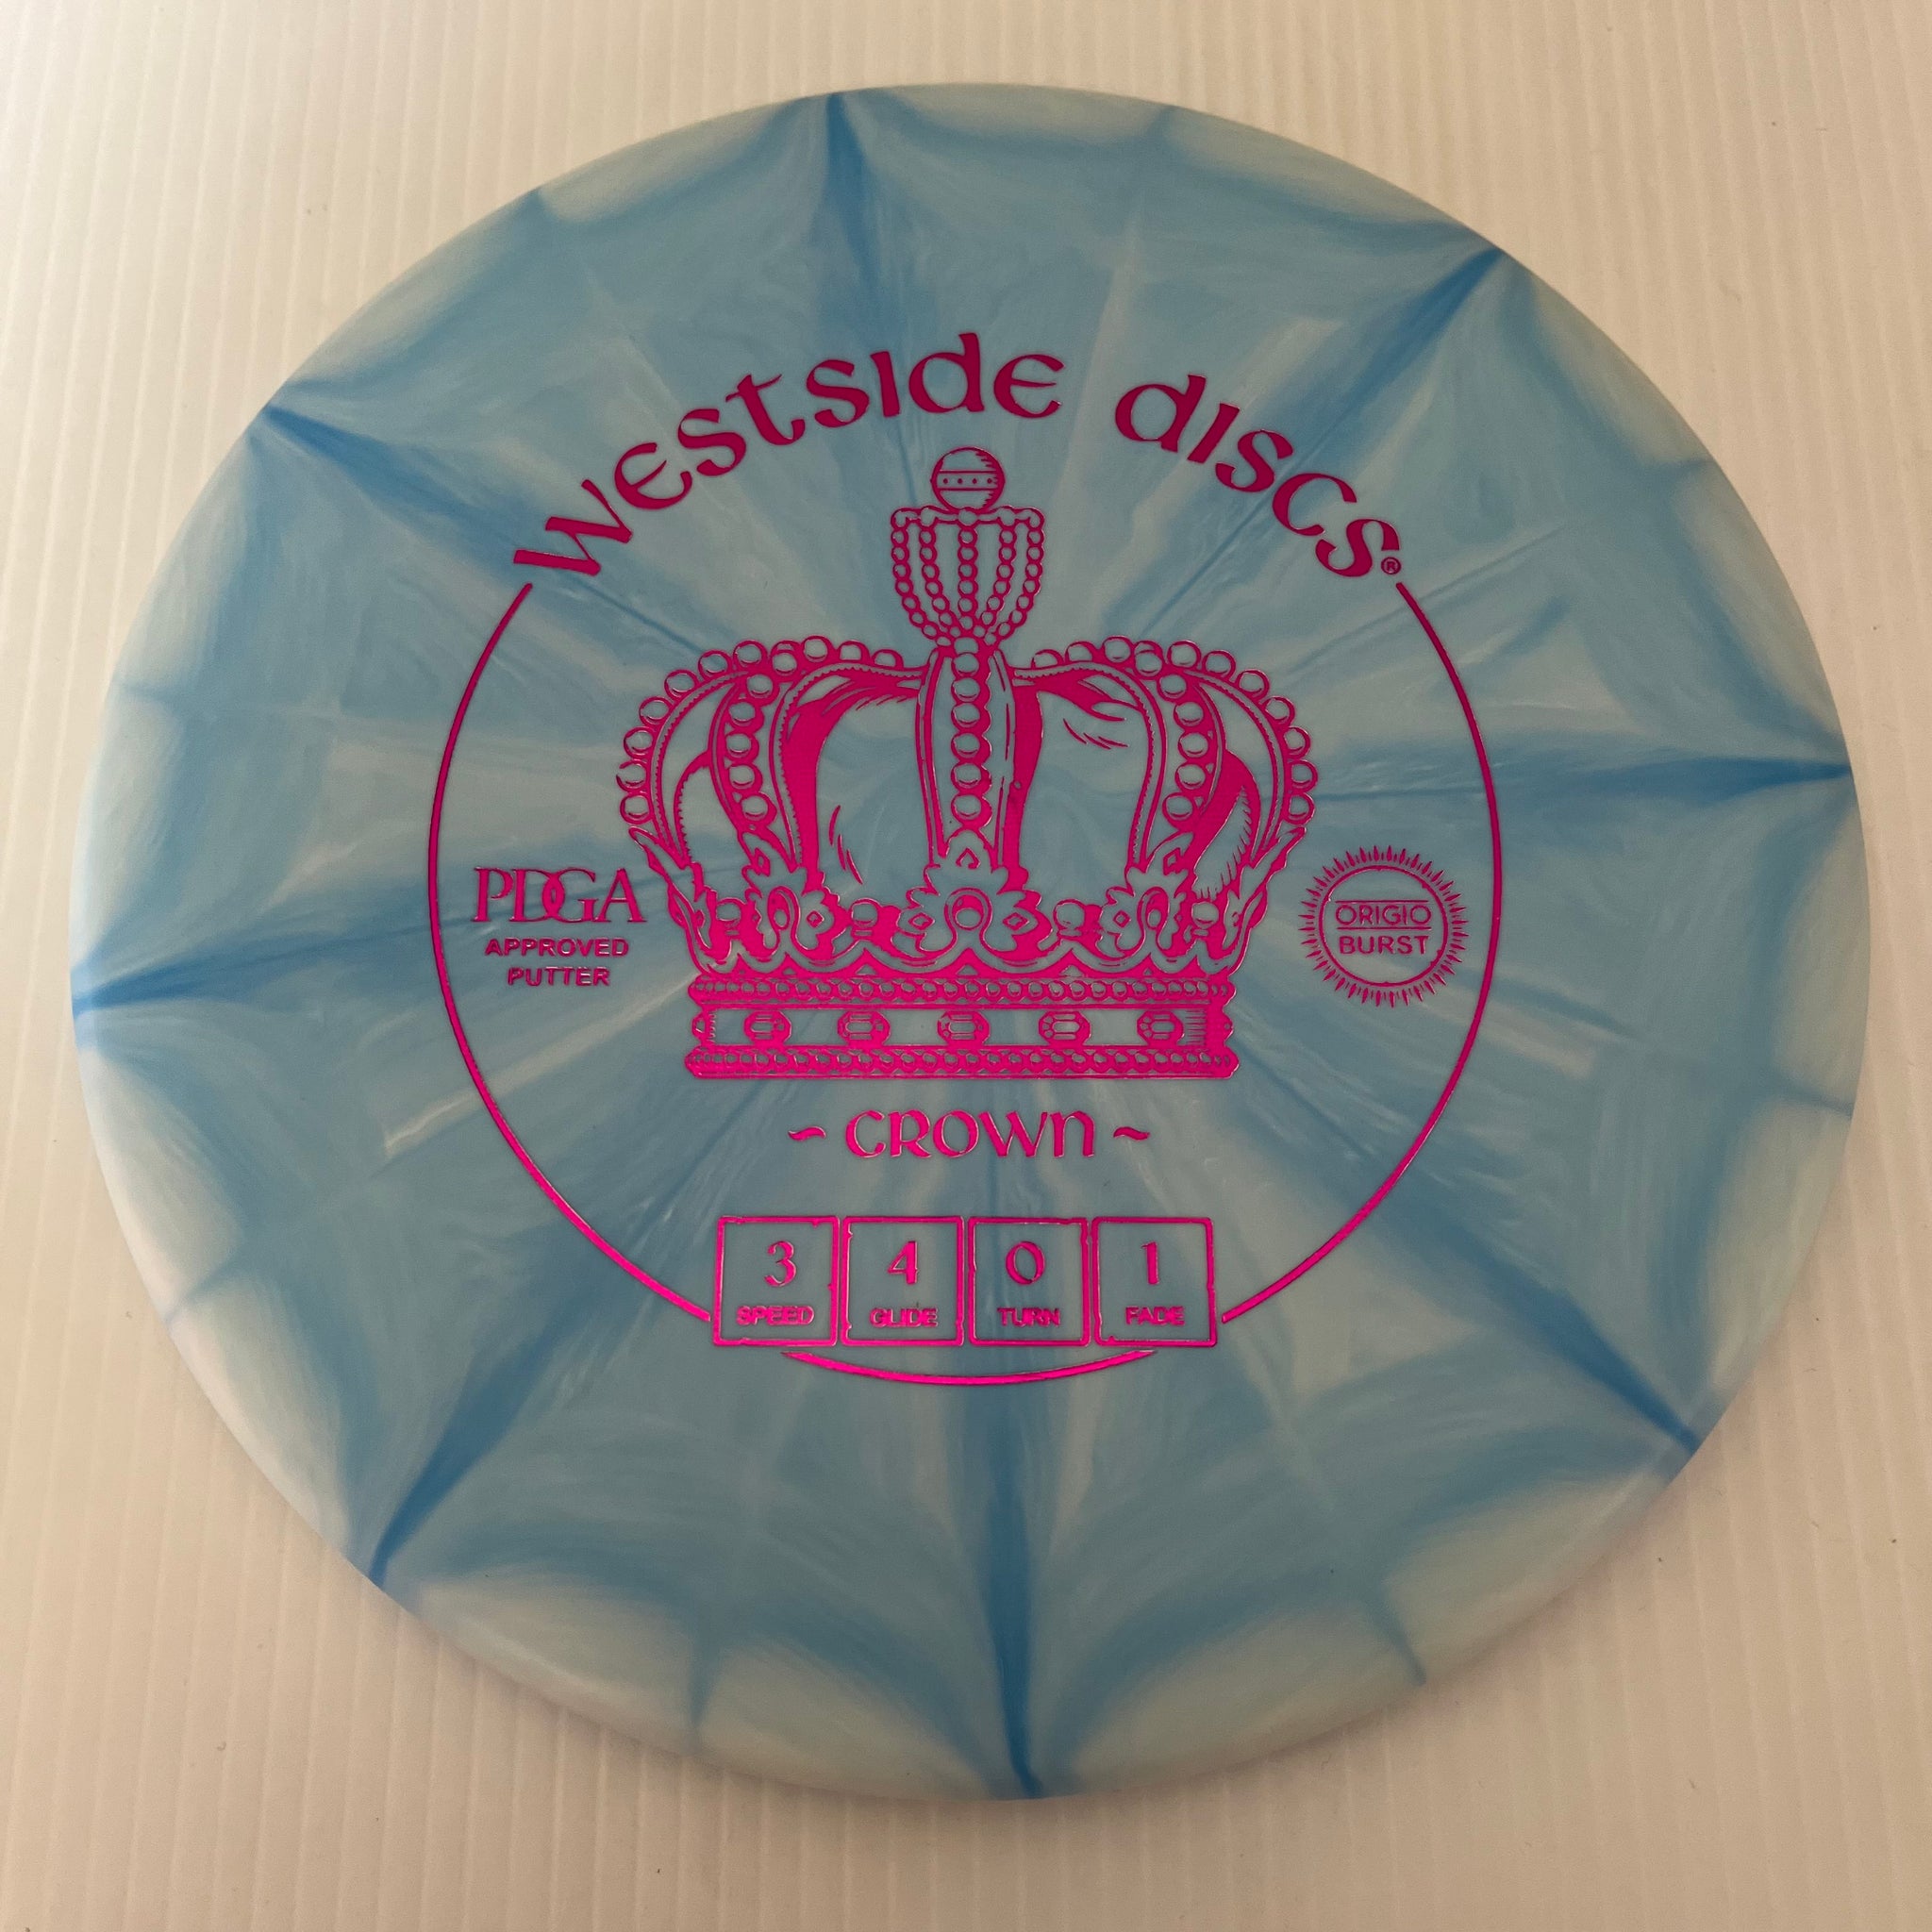 Westside discs®
PDGA
APPROVED
PUTTER
ORIGIO
BURST
~ CROWN ~
3 4 0 1
SPEED GLIDE TURN FADE